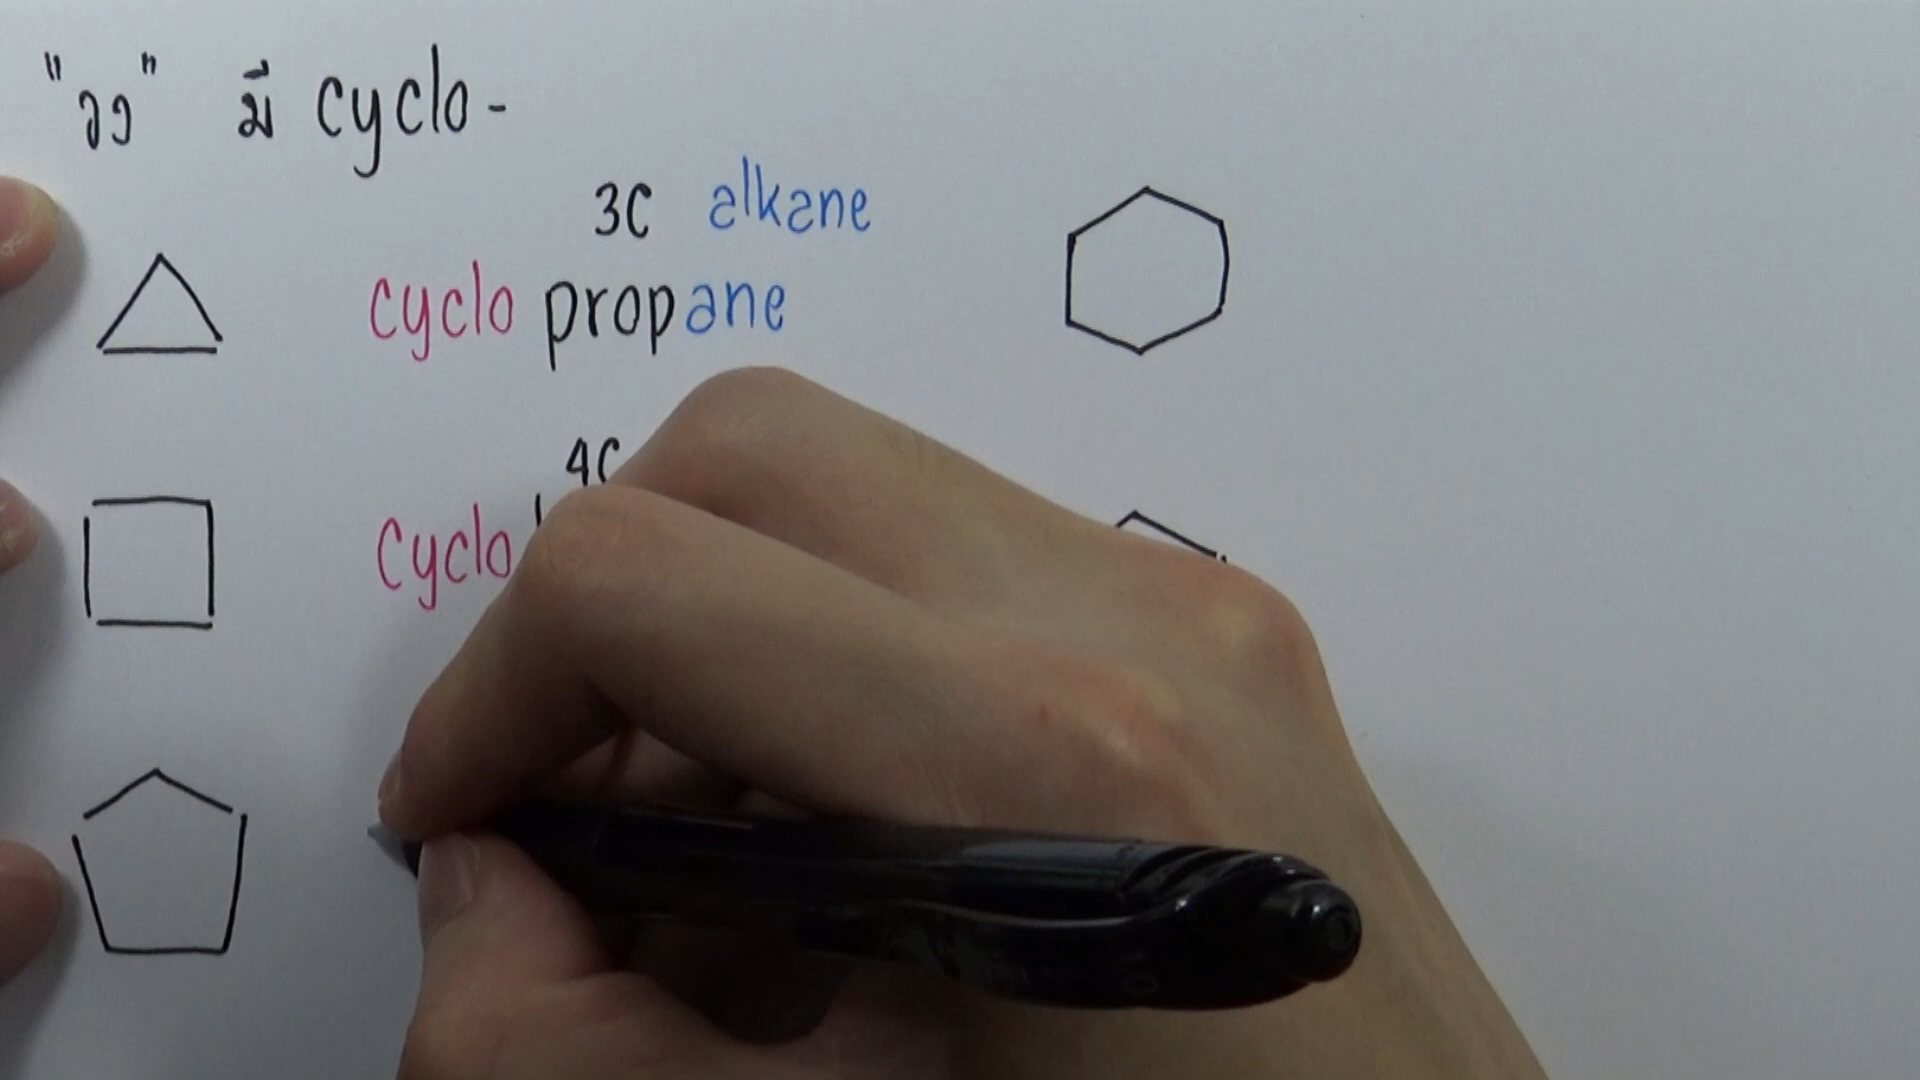 "วง" มี cyclo-
3C alkane
cyclo propane
4C
cyclo